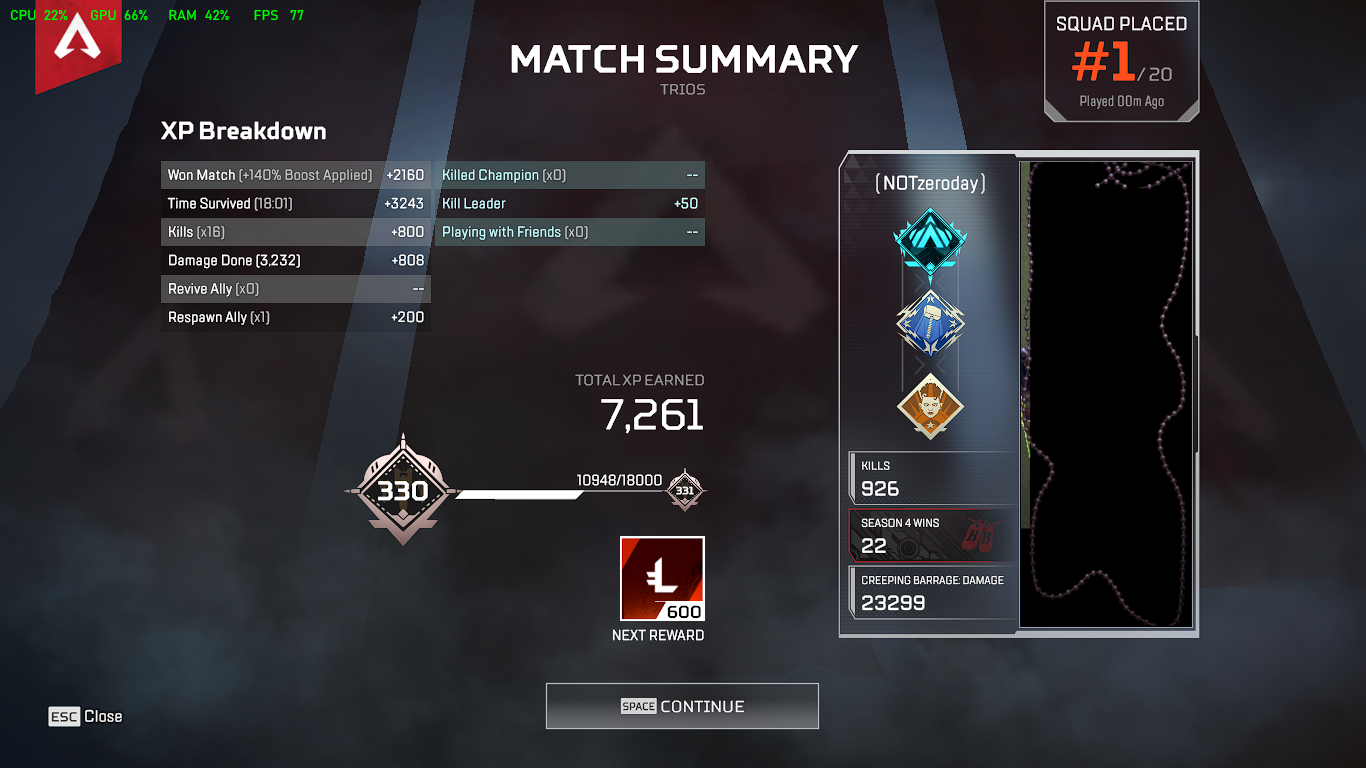 CPU 22% GPU 66% RAM 42% FPS 77
MATCH SUMMARY
TRIOS
SQUAD PLACED
#1/20
Played 00m Ago
XP Breakdown
Won Match (+140% Boost Applied) +2160
Time Survived (18:01) +3243
Kills (x16) +800
Damage Done (3,232) +808
Revive Ally (x0) --
Respawn Ally (x1) +200
Killed Champion (x0) --
Kill Leader +50
Playing with Friends (x0) --
TOTAL XP EARNED
7,261
330
10948/18000
331
600
NEXT REWARD
(NOTzeroday)
KILLS
926
SEASON 4 WINS
22
CREEPING BARRAGE: DAMAGE
23299
ESC Close
SPACE CONTINUE